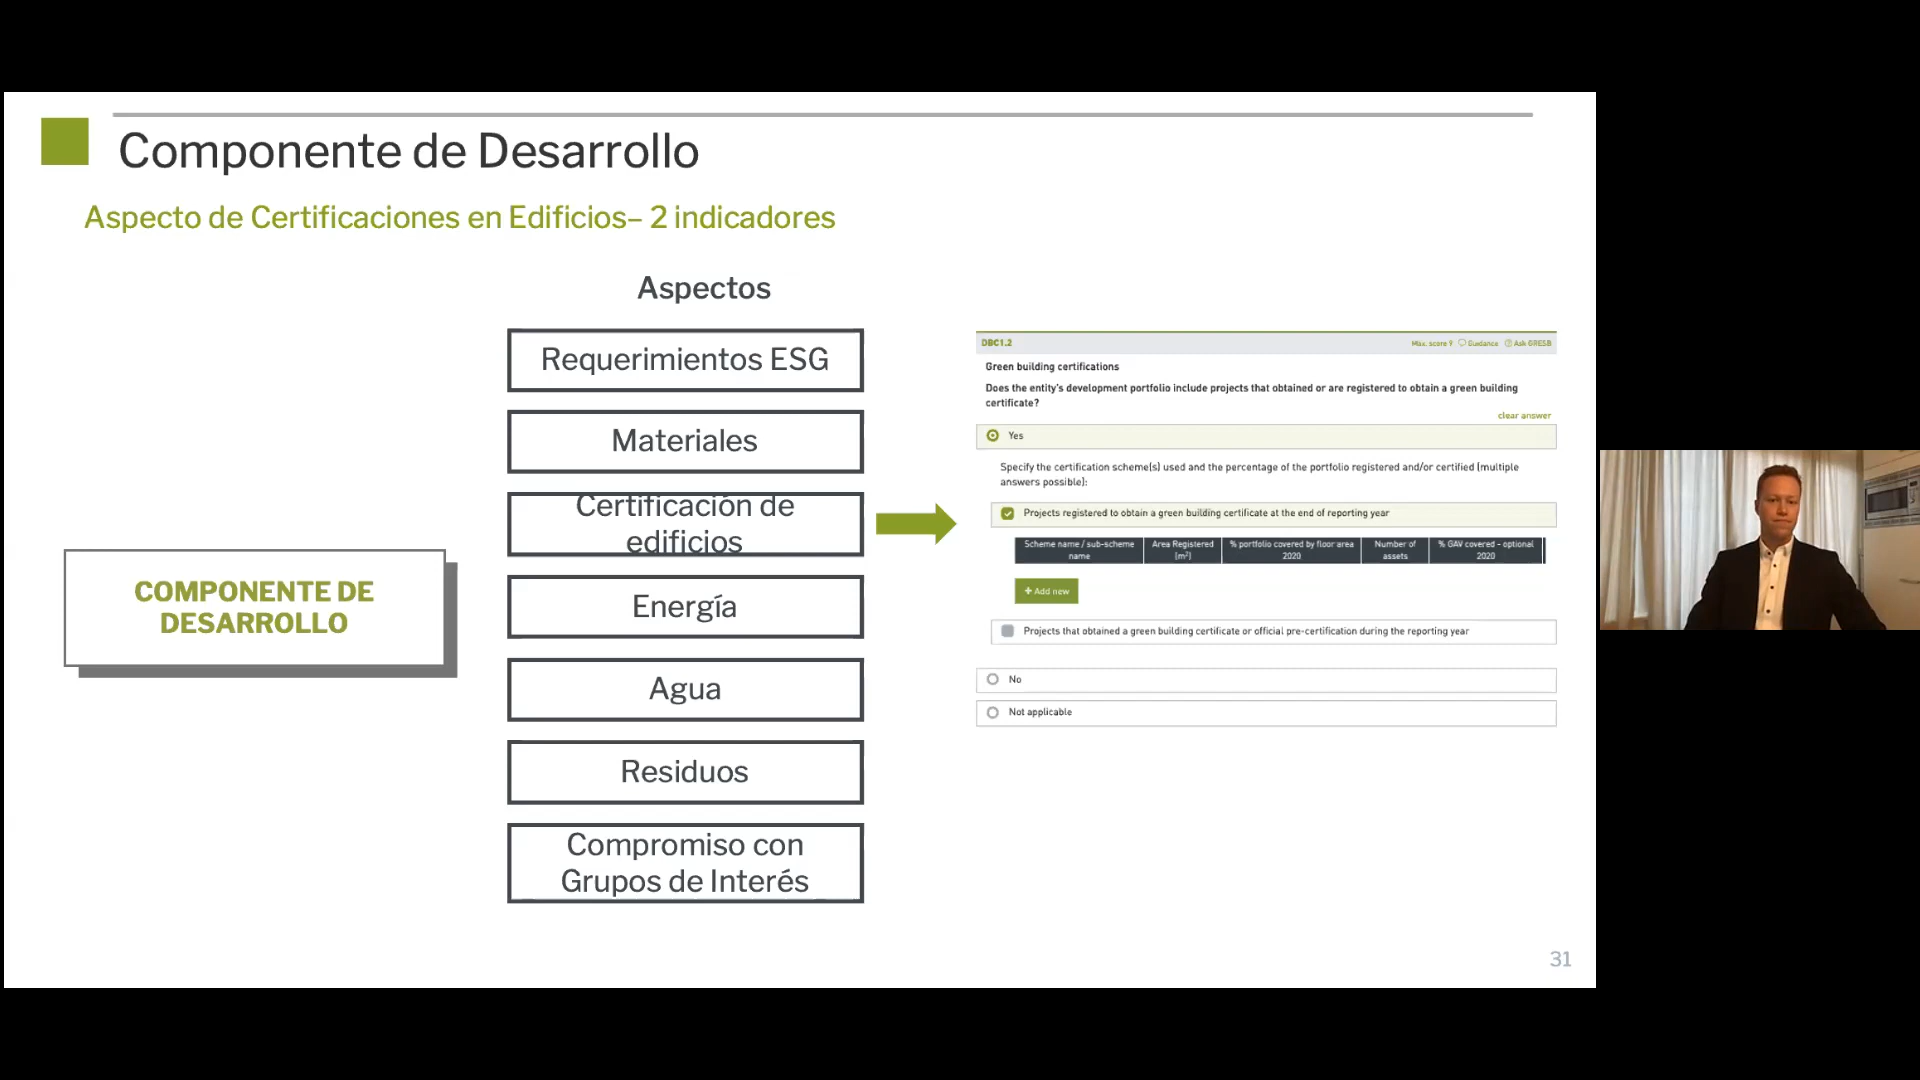 Componente de Desarrollo
Aspecto de Certificaciones en Edificios– 2 indicadores
Aspectos
Requerimientos ESG
Materiales
Certificación de
edificios
Energía
Agua
Residuos
Compromiso con
Grupos de Interés
COMPONENTE DE
DESARROLLO
DBC1.2
Max. score 9 Guidance Ask GRESB
Green building certifications
Does the entity's development portfolio include projects that obtained or are registered to obtain a green building
certificate?
clear answer
Yes
Specify the certification scheme(s) used and the percentage of the portfolio registered and/or certified (multiple
answers possible):
Projects registered to obtain a green building certificate at the end of reporting year
Scheme name / sub-scheme
name
Area Registered
(m²)
% portfolio covered by floor area
2020
Number of
assets
% GAV covered - optional
2020
+ Add new
Projects that obtained a green building certificate or official pre-certification during the reporting year
No
Not applicable
31